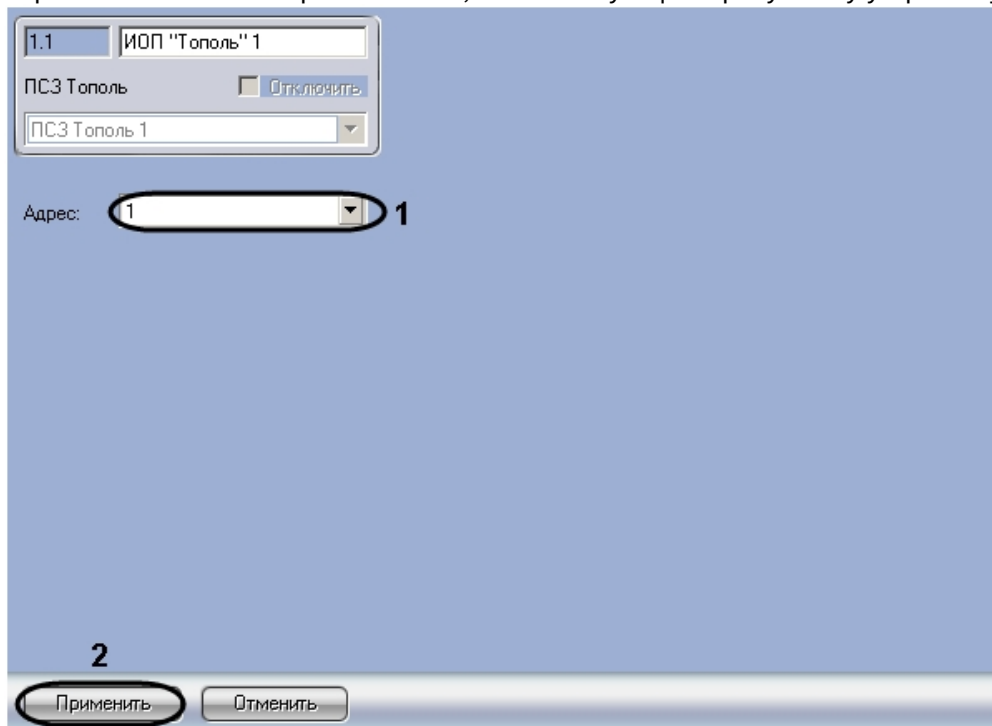 1.1 ИОП "Тополь" 1
ПСЗ Тополь Отключить
ПСЗ Тополь 1
Адрес: 1 1
2
Применить Отменить